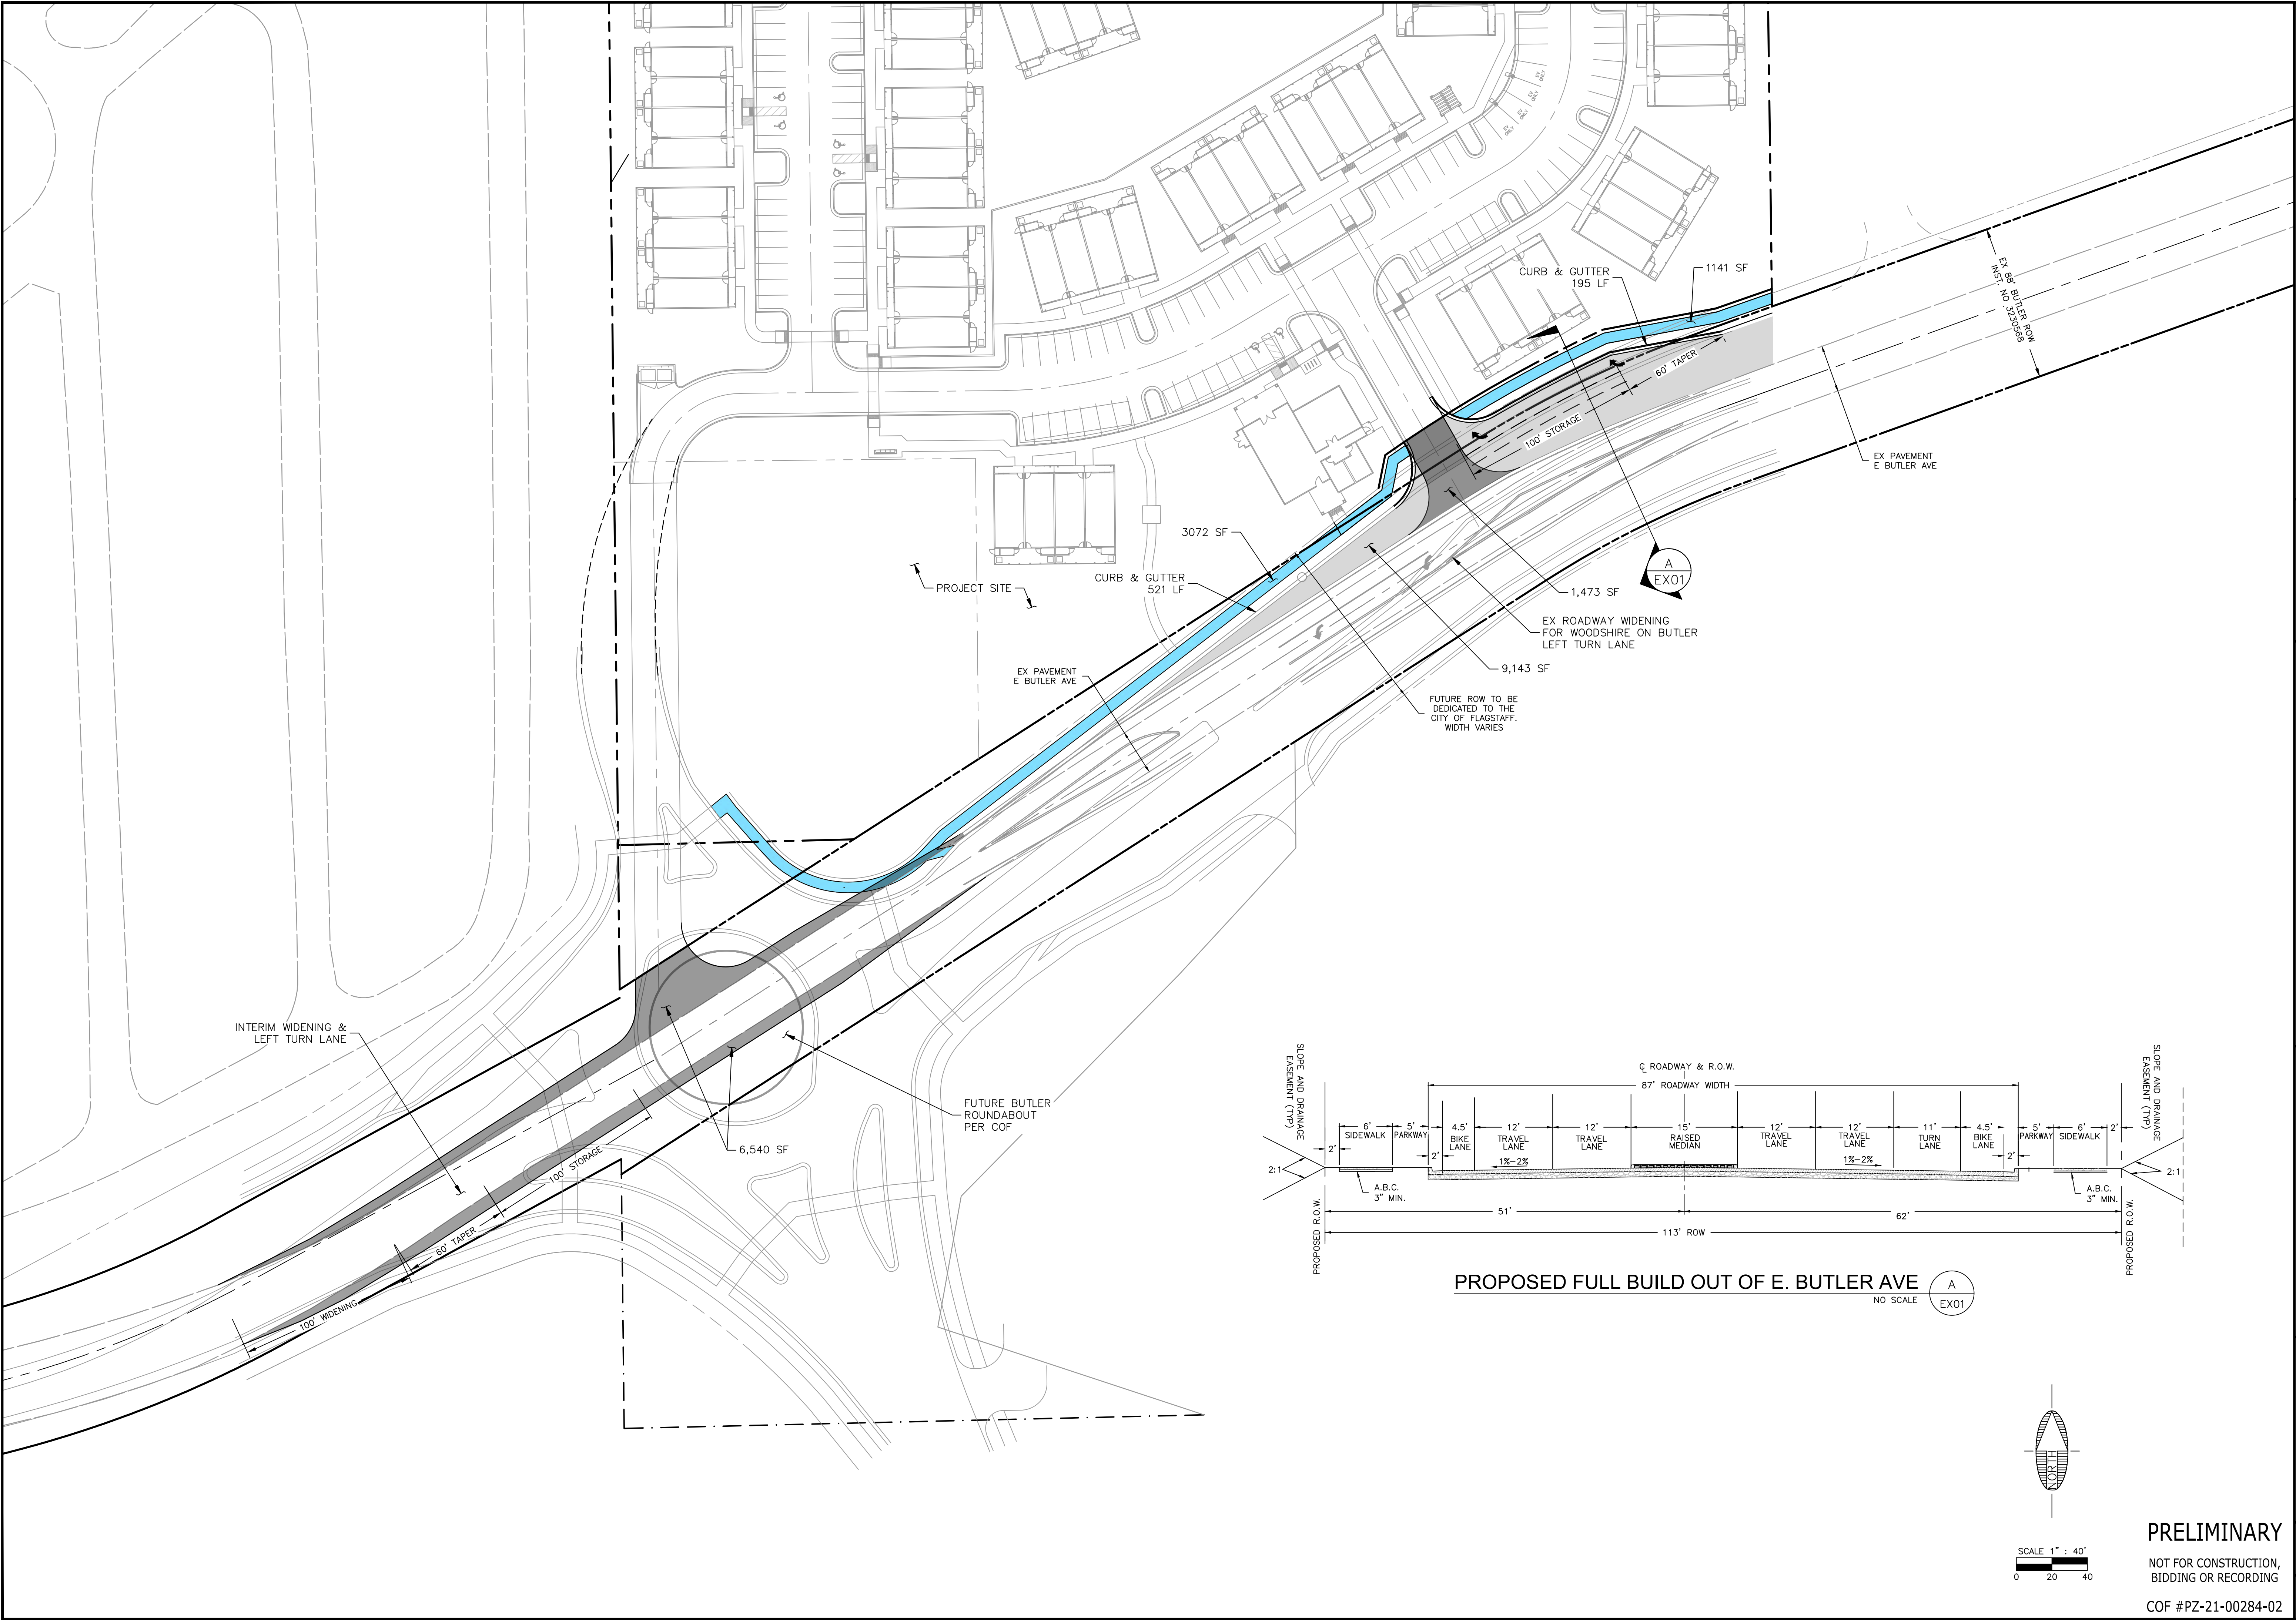 EV
ONLY
EV
ONLY
EV
ONLY
EV
ONLY
CURB & GUTTER
195 LF
1141 SF
EX 88' BUTLER ROW
INST. NO.3230568
60' TAPER
100' STORAGE
EX PAVEMENT
E BUTLER AVE
3072 SF
A
EX01
CURB & GUTTER
521 LF
PROJECT SITE
1,473 SF
EX ROADWAY WIDENING
FOR WOODSHIRE ON BUTLER
LEFT TURN LANE
9,143 SF
EX PAVEMENT
E BUTLER AVE
FUTURE ROW TO BE
DEDICATED TO THE
CITY OF FLAGSTAFF.
WIDTH VARIES
INTERIM WIDENING &
LEFT TURN LANE
FUTURE BUTLER
ROUNDABOUT
PER COF
6,540 SF
100' STORAGE
60' TAPER
100' WIDENING
SLOPE AND DRAINAGE
EASEMENT (TYP)
℄ ROADWAY & R.O.W.
87' ROADWAY WIDTH
SLOPE AND DRAINAGE
EASEMENT (TYP)
2'
6'
SIDEWALK
5'
PARKWAY
2'
4.5'
BIKE
LANE
12'
TRAVEL
LANE
12'
TRAVEL
LANE
15'
RAISED
MEDIAN
12'
TRAVEL
LANE
12'
TRAVEL
LANE
11'
TURN
LANE
4.5'
BIKE
LANE
2'
5'
PARKWAY
6'
SIDEWALK
2'
1%-2%
1%-2%
2:1
2:1
A.B.C.
3" MIN.
A.B.C.
3" MIN.
51'
62'
113' ROW
PROPOSED R.O.W.
PROPOSED R.O.W.
PROPOSED FULL BUILD OUT OF E. BUTLER AVE
NO SCALE
A
EX01
NORTH
SCALE 1" : 40'
0 20 40
PRELIMINARY
NOT FOR CONSTRUCTION,
BIDDING OR RECORDING
COF #PZ-21-00284-02